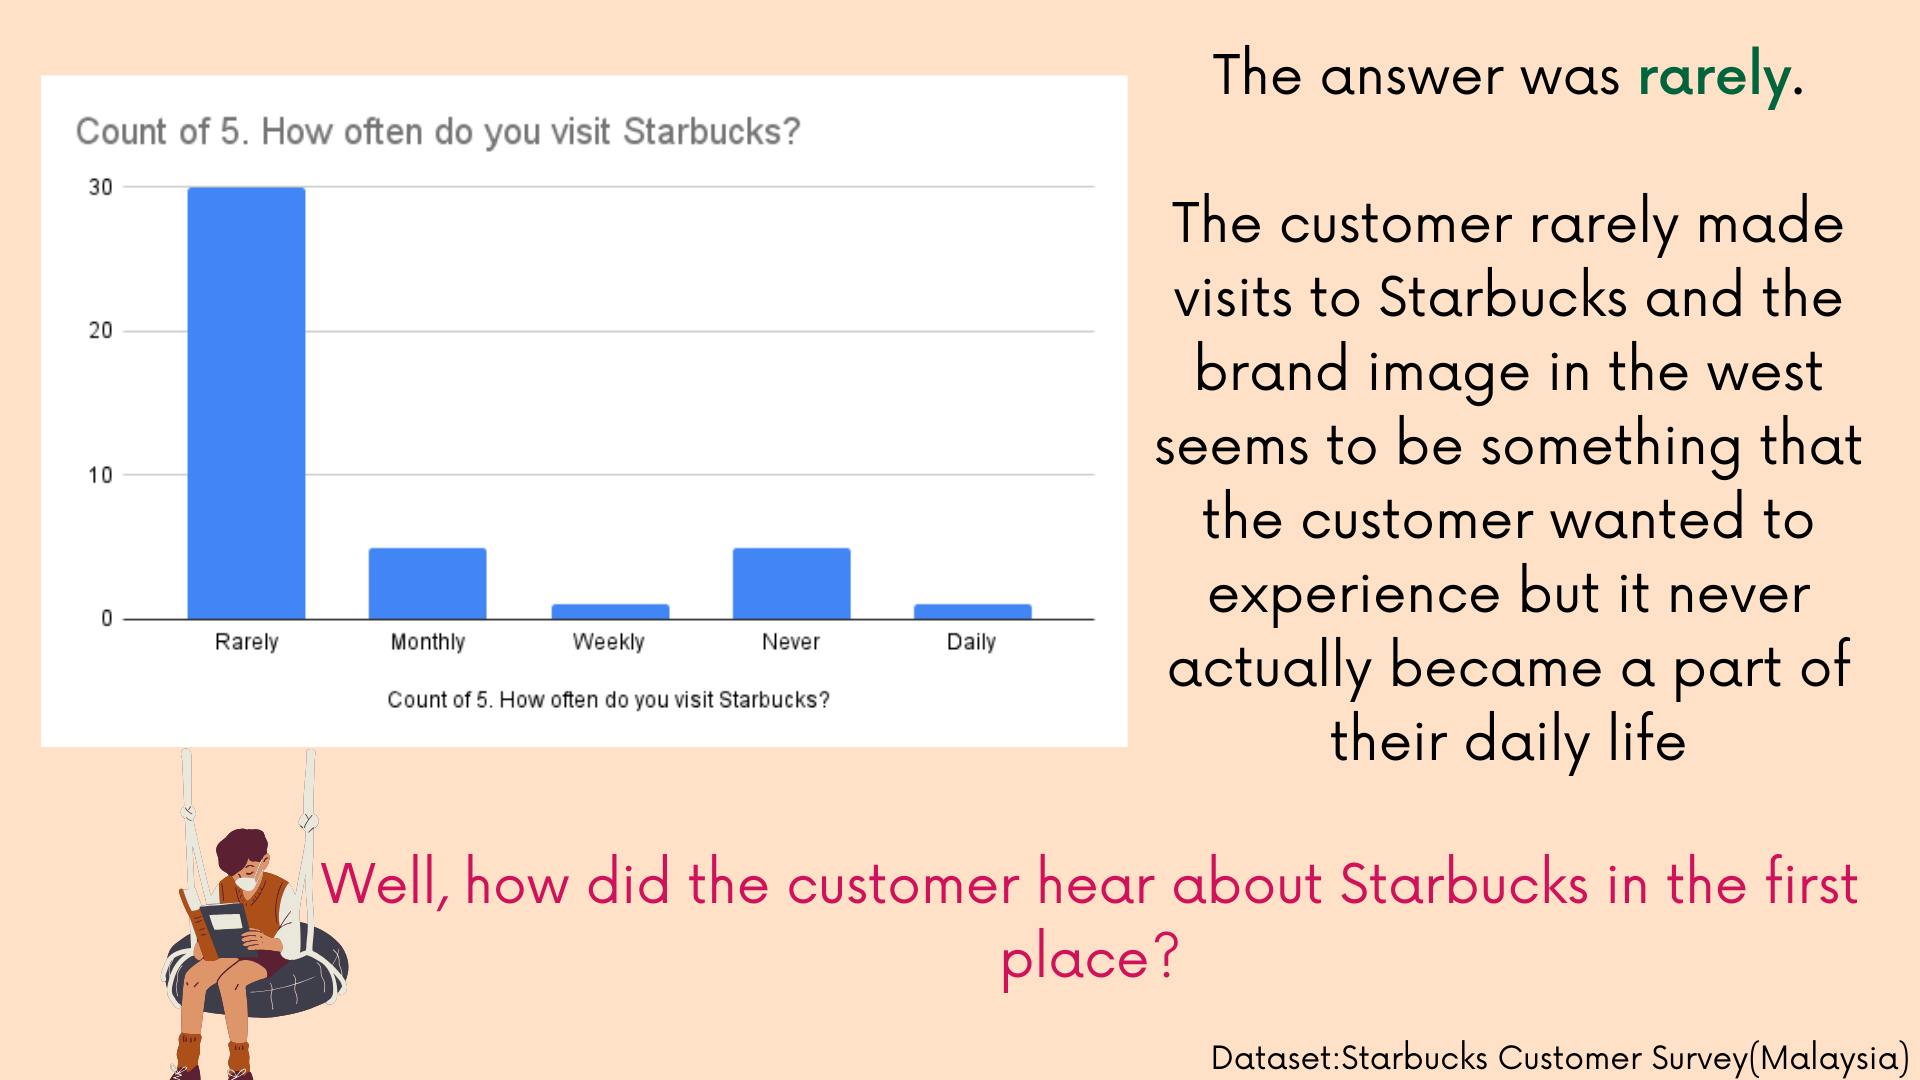 Count of 5. How often do you visit Starbucks?
30
20
10
0
Rarely Monthly Weekly Never Daily
Count of 5. How often do you visit Starbucks?
The answer was rarely.
The customer rarely made
visits to Starbucks and the
brand image in the west
seems to be something that
the customer wanted to
experience but it never
actually became a part of
their daily life
Well, how did the customer hear about Starbucks in the first
place?
Dataset:Starbucks Customer Survey(Malaysia)